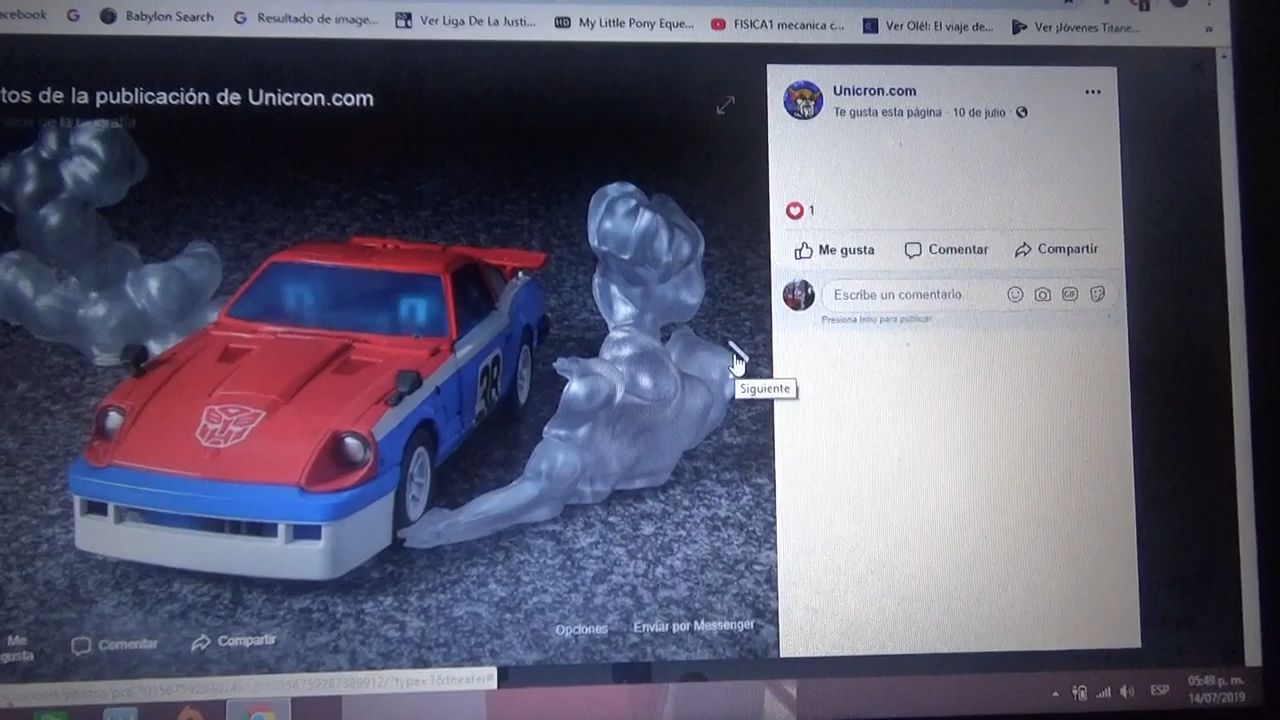 acebook
Babylon Search
Resultado de image...
Ver Liga De La Justi...
My Little Pony Eque...
FISICA1 mecanica c...
Ver Olé!: El viaje de...
Ver ¡Jóvenes Titane...
»
tos de la publicación de Unicron.com
Unicron.com
Te gusta esta página · 10 de julio ·
1
Me gusta
Comentar
Compartir
Escribe un comentario
GIF
Presiona Intro para publicar.
Siguiente
38
Me gusta
Comentar
Compartir
Opciones
Enviar por Messenger
ESP
05:49 p. m.
14/07/2019